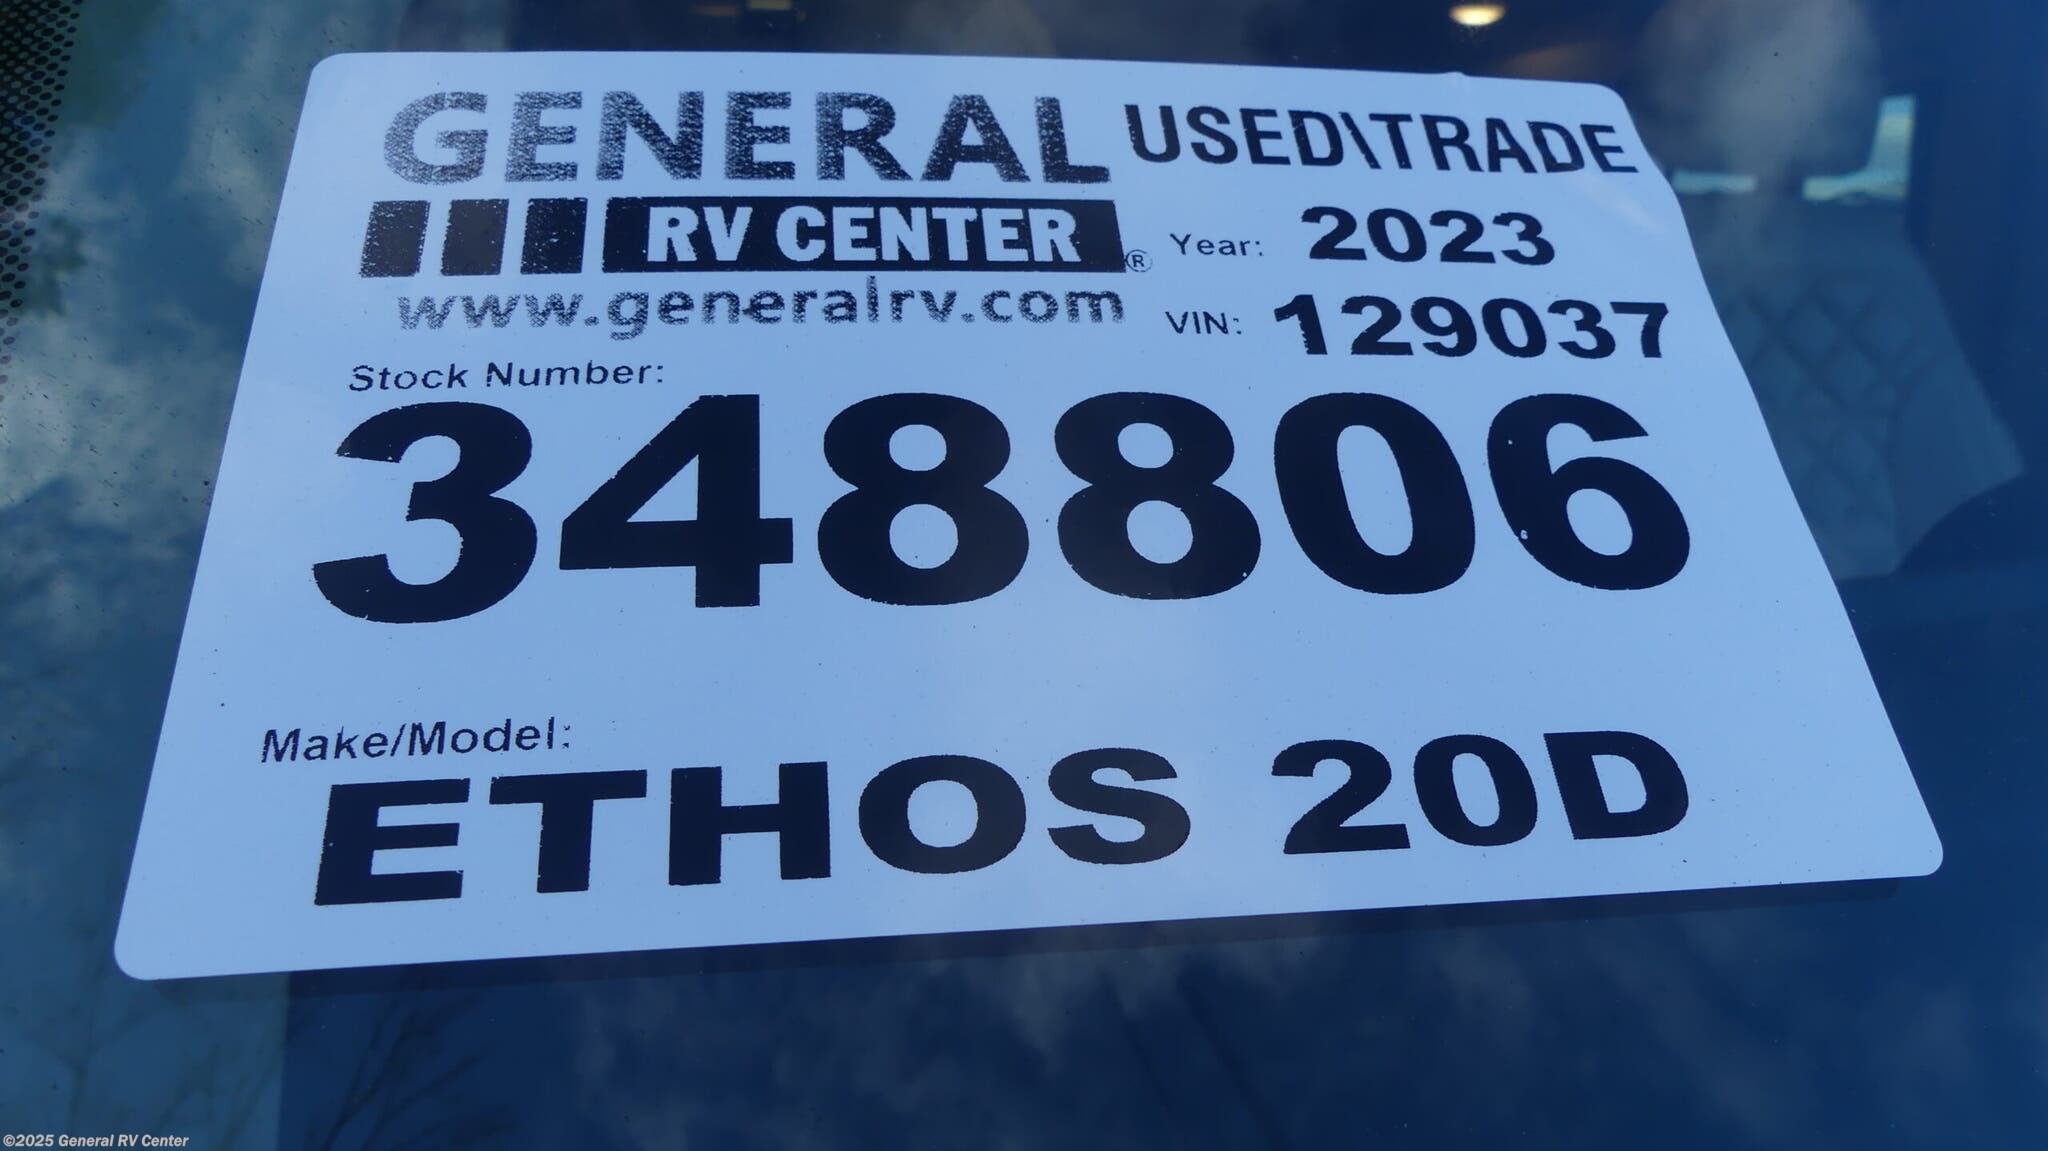 GENERAL USED\TRADE
RV CENTER®
Year: 2023
www.generalrv.com
VIN: 129037
Stock Number:
348806
Make/Model:
ETHOS 20D
©2025 General RV Center